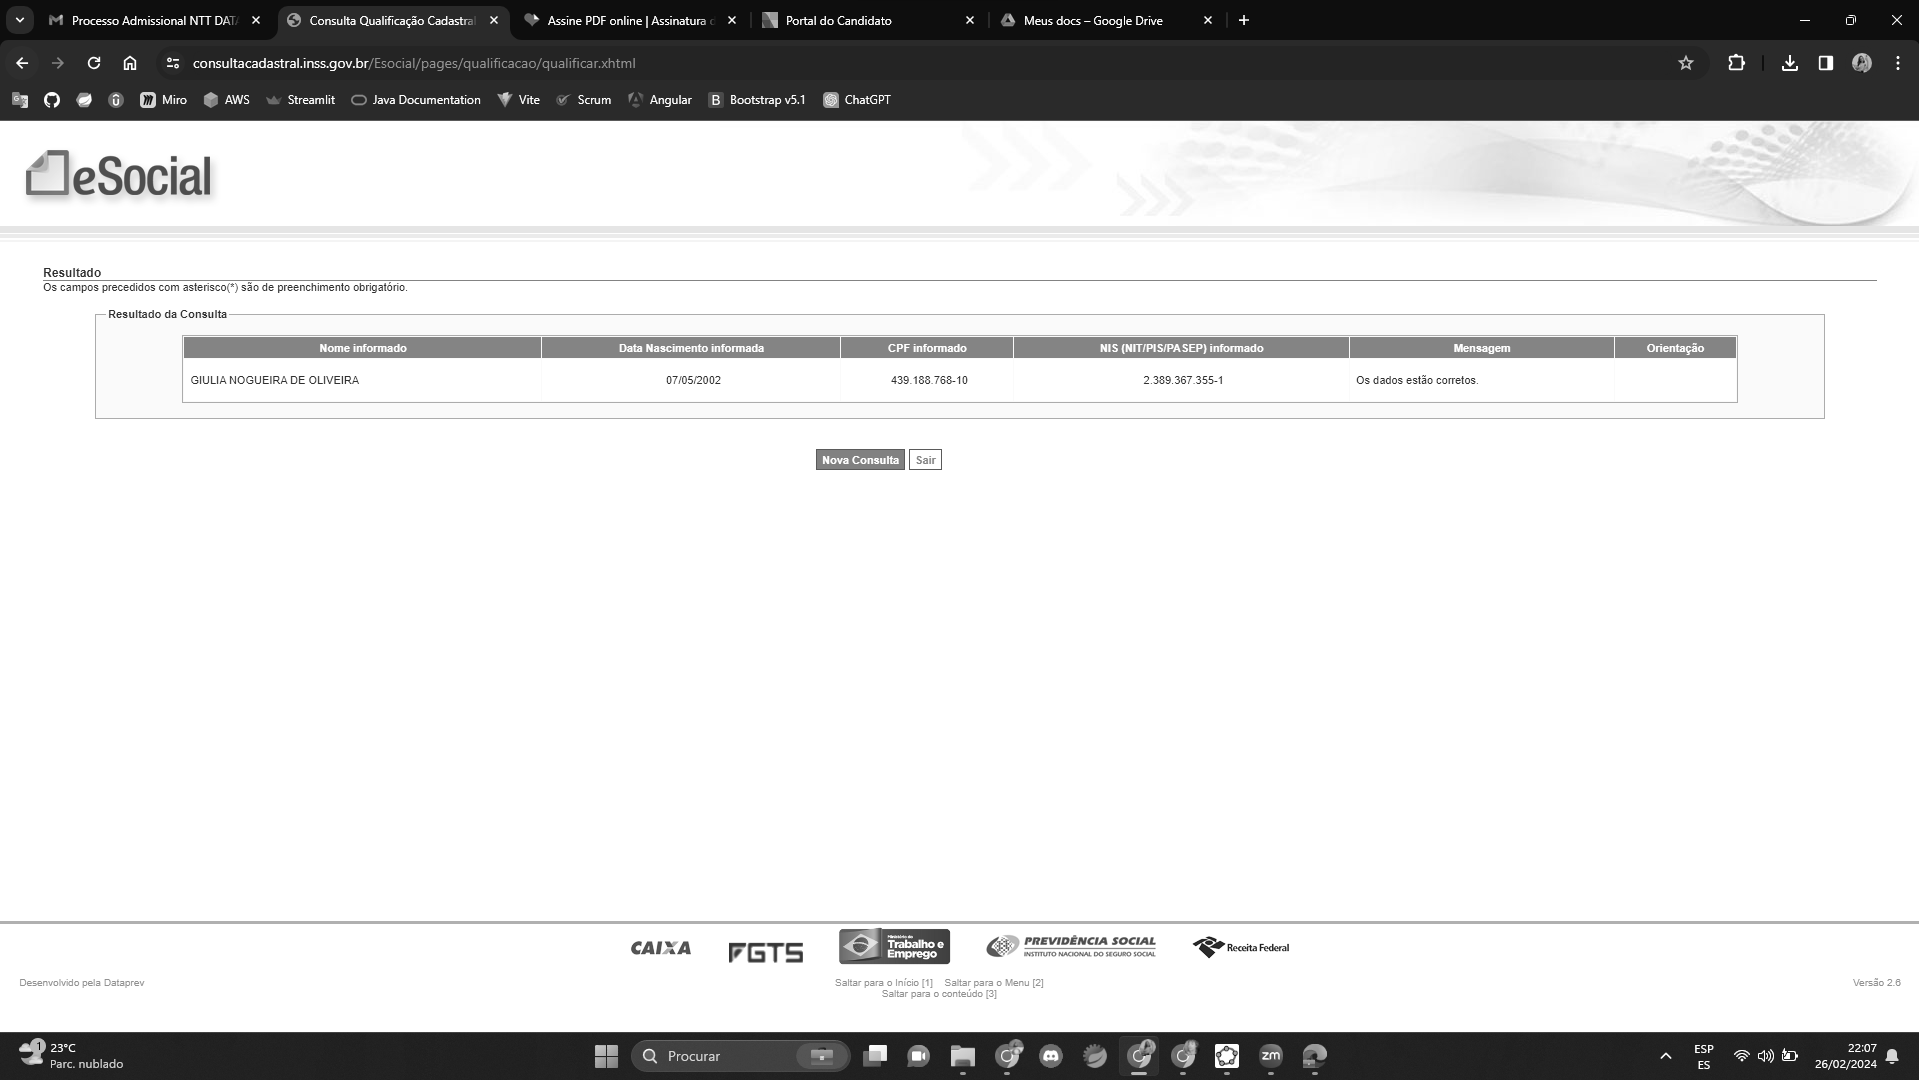 Processo Admissional NTT DATA
Consulta Qualificação Cadastral
Assine PDF online | Assinatura d
Portal do Candidato
Meus docs – Google Drive
consultacadastral.inss.gov.br/Esocial/pages/qualificacao/qualificar.xhtml
Miro
AWS
Streamlit
Java Documentation
Vite
Scrum
Angular
Bootstrap v5.1
ChatGPT
eSocial
Resultado
Os campos precedidos com asterisco(*) são de preenchimento obrigatório.
Resultado da Consulta
Nome informado Data Nascimento informada CPF informado NIS (NIT/PIS/PASEP) informado Mensagem Orientação
GIULIA NOGUEIRA DE OLIVEIRA 07/05/2002 439.188.768-10 2.389.367.355-1 Os dados estão corretos.
Nova Consulta Sair
CAIXA
FGTS
Ministério do
Trabalho e
Emprego
PREVIDÊNCIA SOCIAL
INSTITUTO NACIONAL DO SEGURO SOCIAL
Receita Federal
Desenvolvido pela Dataprev
Saltar para o Início [1] Saltar para o Menu [2]
Saltar para o conteúdo [3]
Versão 2.6
1
23°C
Parc. nublado
Procurar
zm
ESP
ES
22:07
26/02/2024